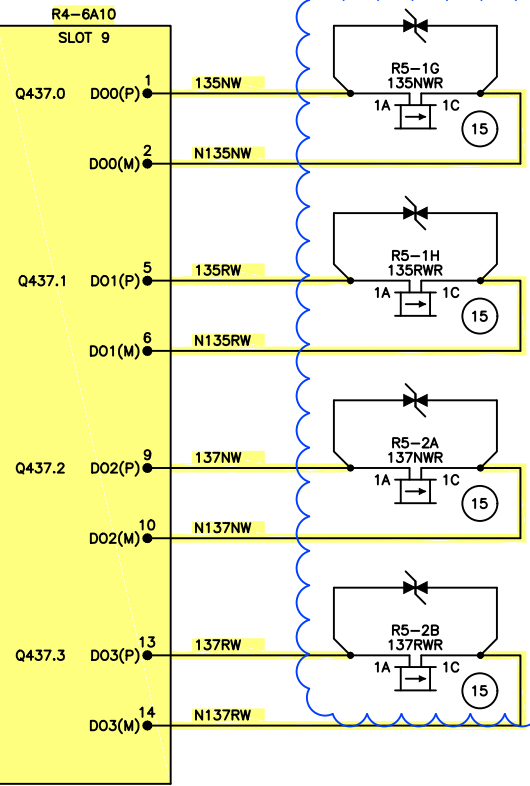 R4-6A10
SLOT 9
Q437.0 DO0(P) 1 135NW
R5-1G
135NWR
1A 1C
15
DO0(M) 2 N135NW
Q437.1 DO1(P) 5 135RW
R5-1H
135RWR
1A 1C
15
DO1(M) 6 N135RW
Q437.2 DO2(P) 9 137NW
R5-2A
137NWR
1A 1C
15
DO2(M) 10 N137NW
Q437.3 DO3(P) 13 137RW
R5-2B
137RWR
1A 1C
15
DO3(M) 14 N137RW